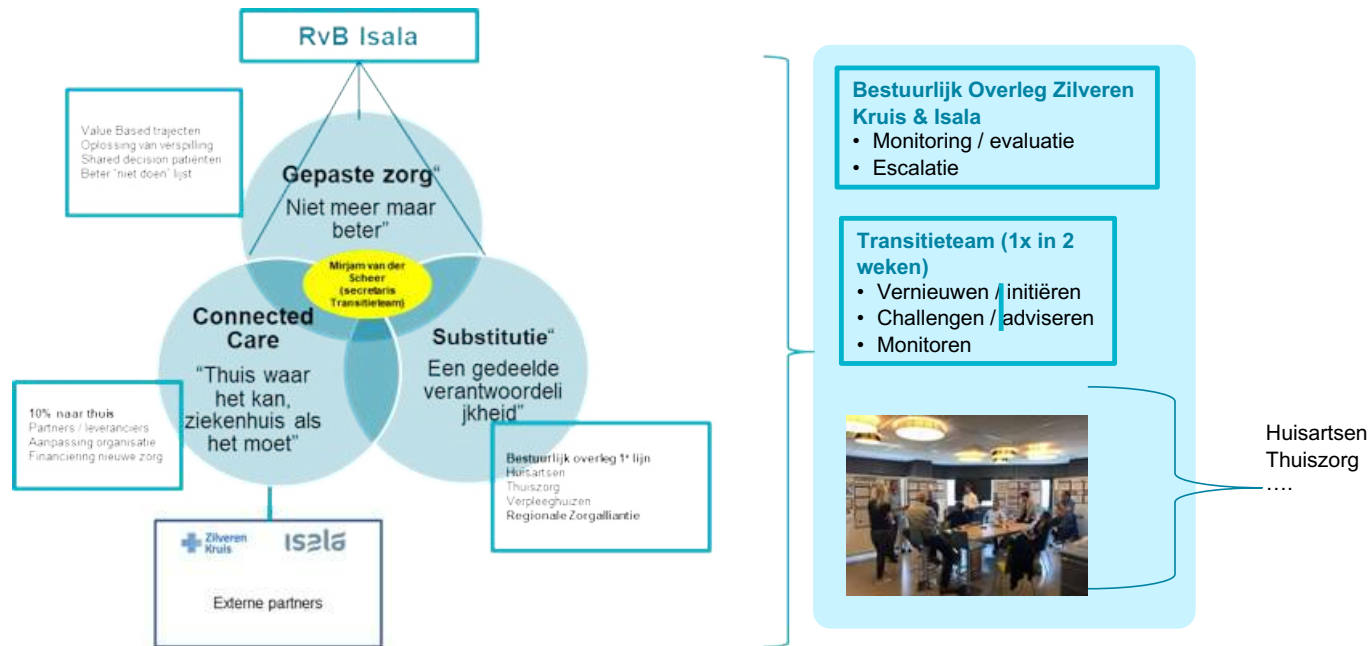 RvB Isala
Value Based trajecten
Oplossing van verspilling
Shared decision patiënten
Beter "niet doen" lijst
Gepaste zorg“
Niet meer maar
beter”
Mirjam van der
Scheer
(secretaris
Transitieteam)
Connected
Care
“Thuis waar
het kan,
ziekenhuis als
het moet”
Substitutie“
Een gedeelde
verantwoordeli
jkheid”
10% naar thuis
Partners / leveranciers
Aanpassing organisatie
Financiering nieuwe zorg
Bestuurlijk overleg 1e lijn
Huisartsen
Thuiszorg
Verpleeghuizen
Regionale Zorgalliantie
Zilveren
Kruis
isala
Externe partners
Bestuurlijk Overleg Zilveren
Kruis & Isala
• Monitoring / evaluatie
• Escalatie
Transitieteam (1x in 2
weken)
• Vernieuwen / initiëren
• Challengen / adviseren
• Monitoren
Huisartsen
Thuiszorg
….